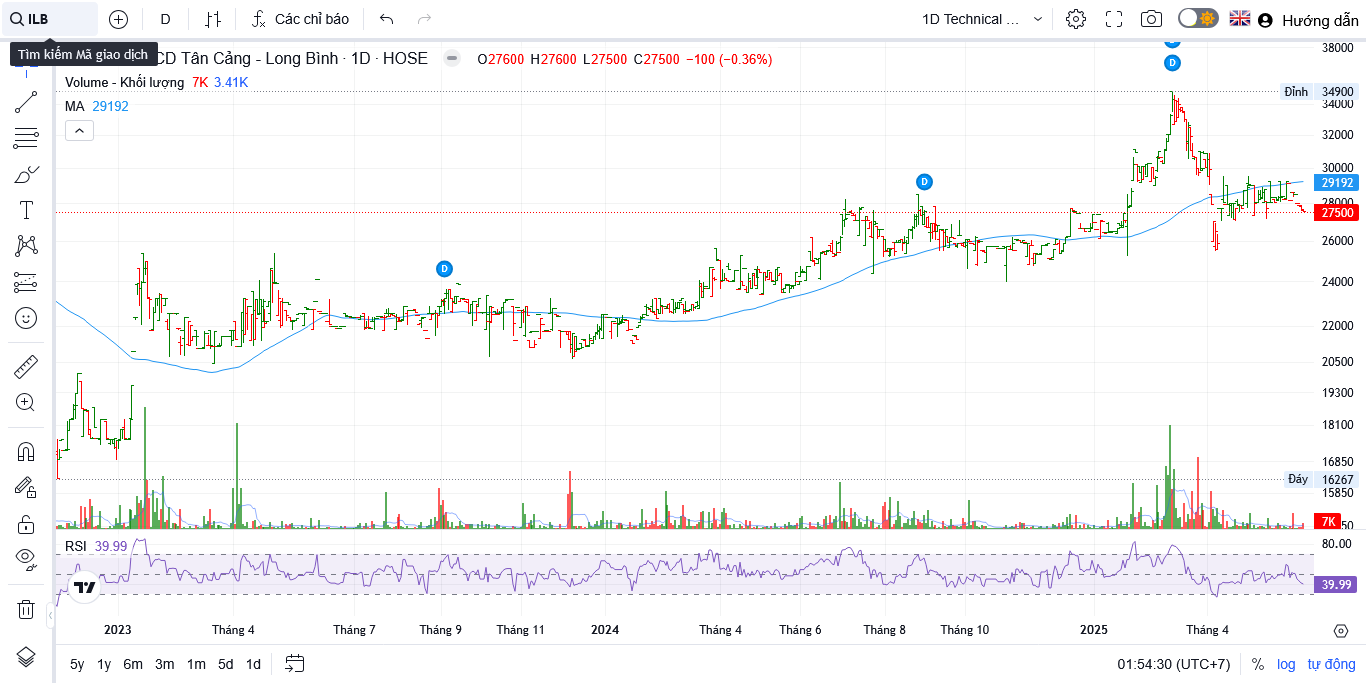 ILB
D
Các chỉ báo
1D Technical ...
Hướng dẫn
Tìm kiếm Mã giao dịch
CD Tân Cảng - Long Bình · 1D · HOSE
O27600 H27600 L27500 C27500 −100 (−0.36%)
Volume - Khối lượng 7K 3.41K
MA 29192
38000
Đỉnh 34900
34000
32000
30000
29192
28000
27500
26000
24000
22000
20500
19300
18100
16850
Đáy 16267
15850
7K
50
D
D
D
RSI 39.99
80.00
39.99
2023 Tháng 4 Tháng 7 Tháng 9 Tháng 11 2024 Tháng 4 Tháng 6 Tháng 8 Tháng 10 2025 Tháng 4
5y 1y 6m 3m 1m 5d 1d
01:54:30 (UTC+7) % log tự động